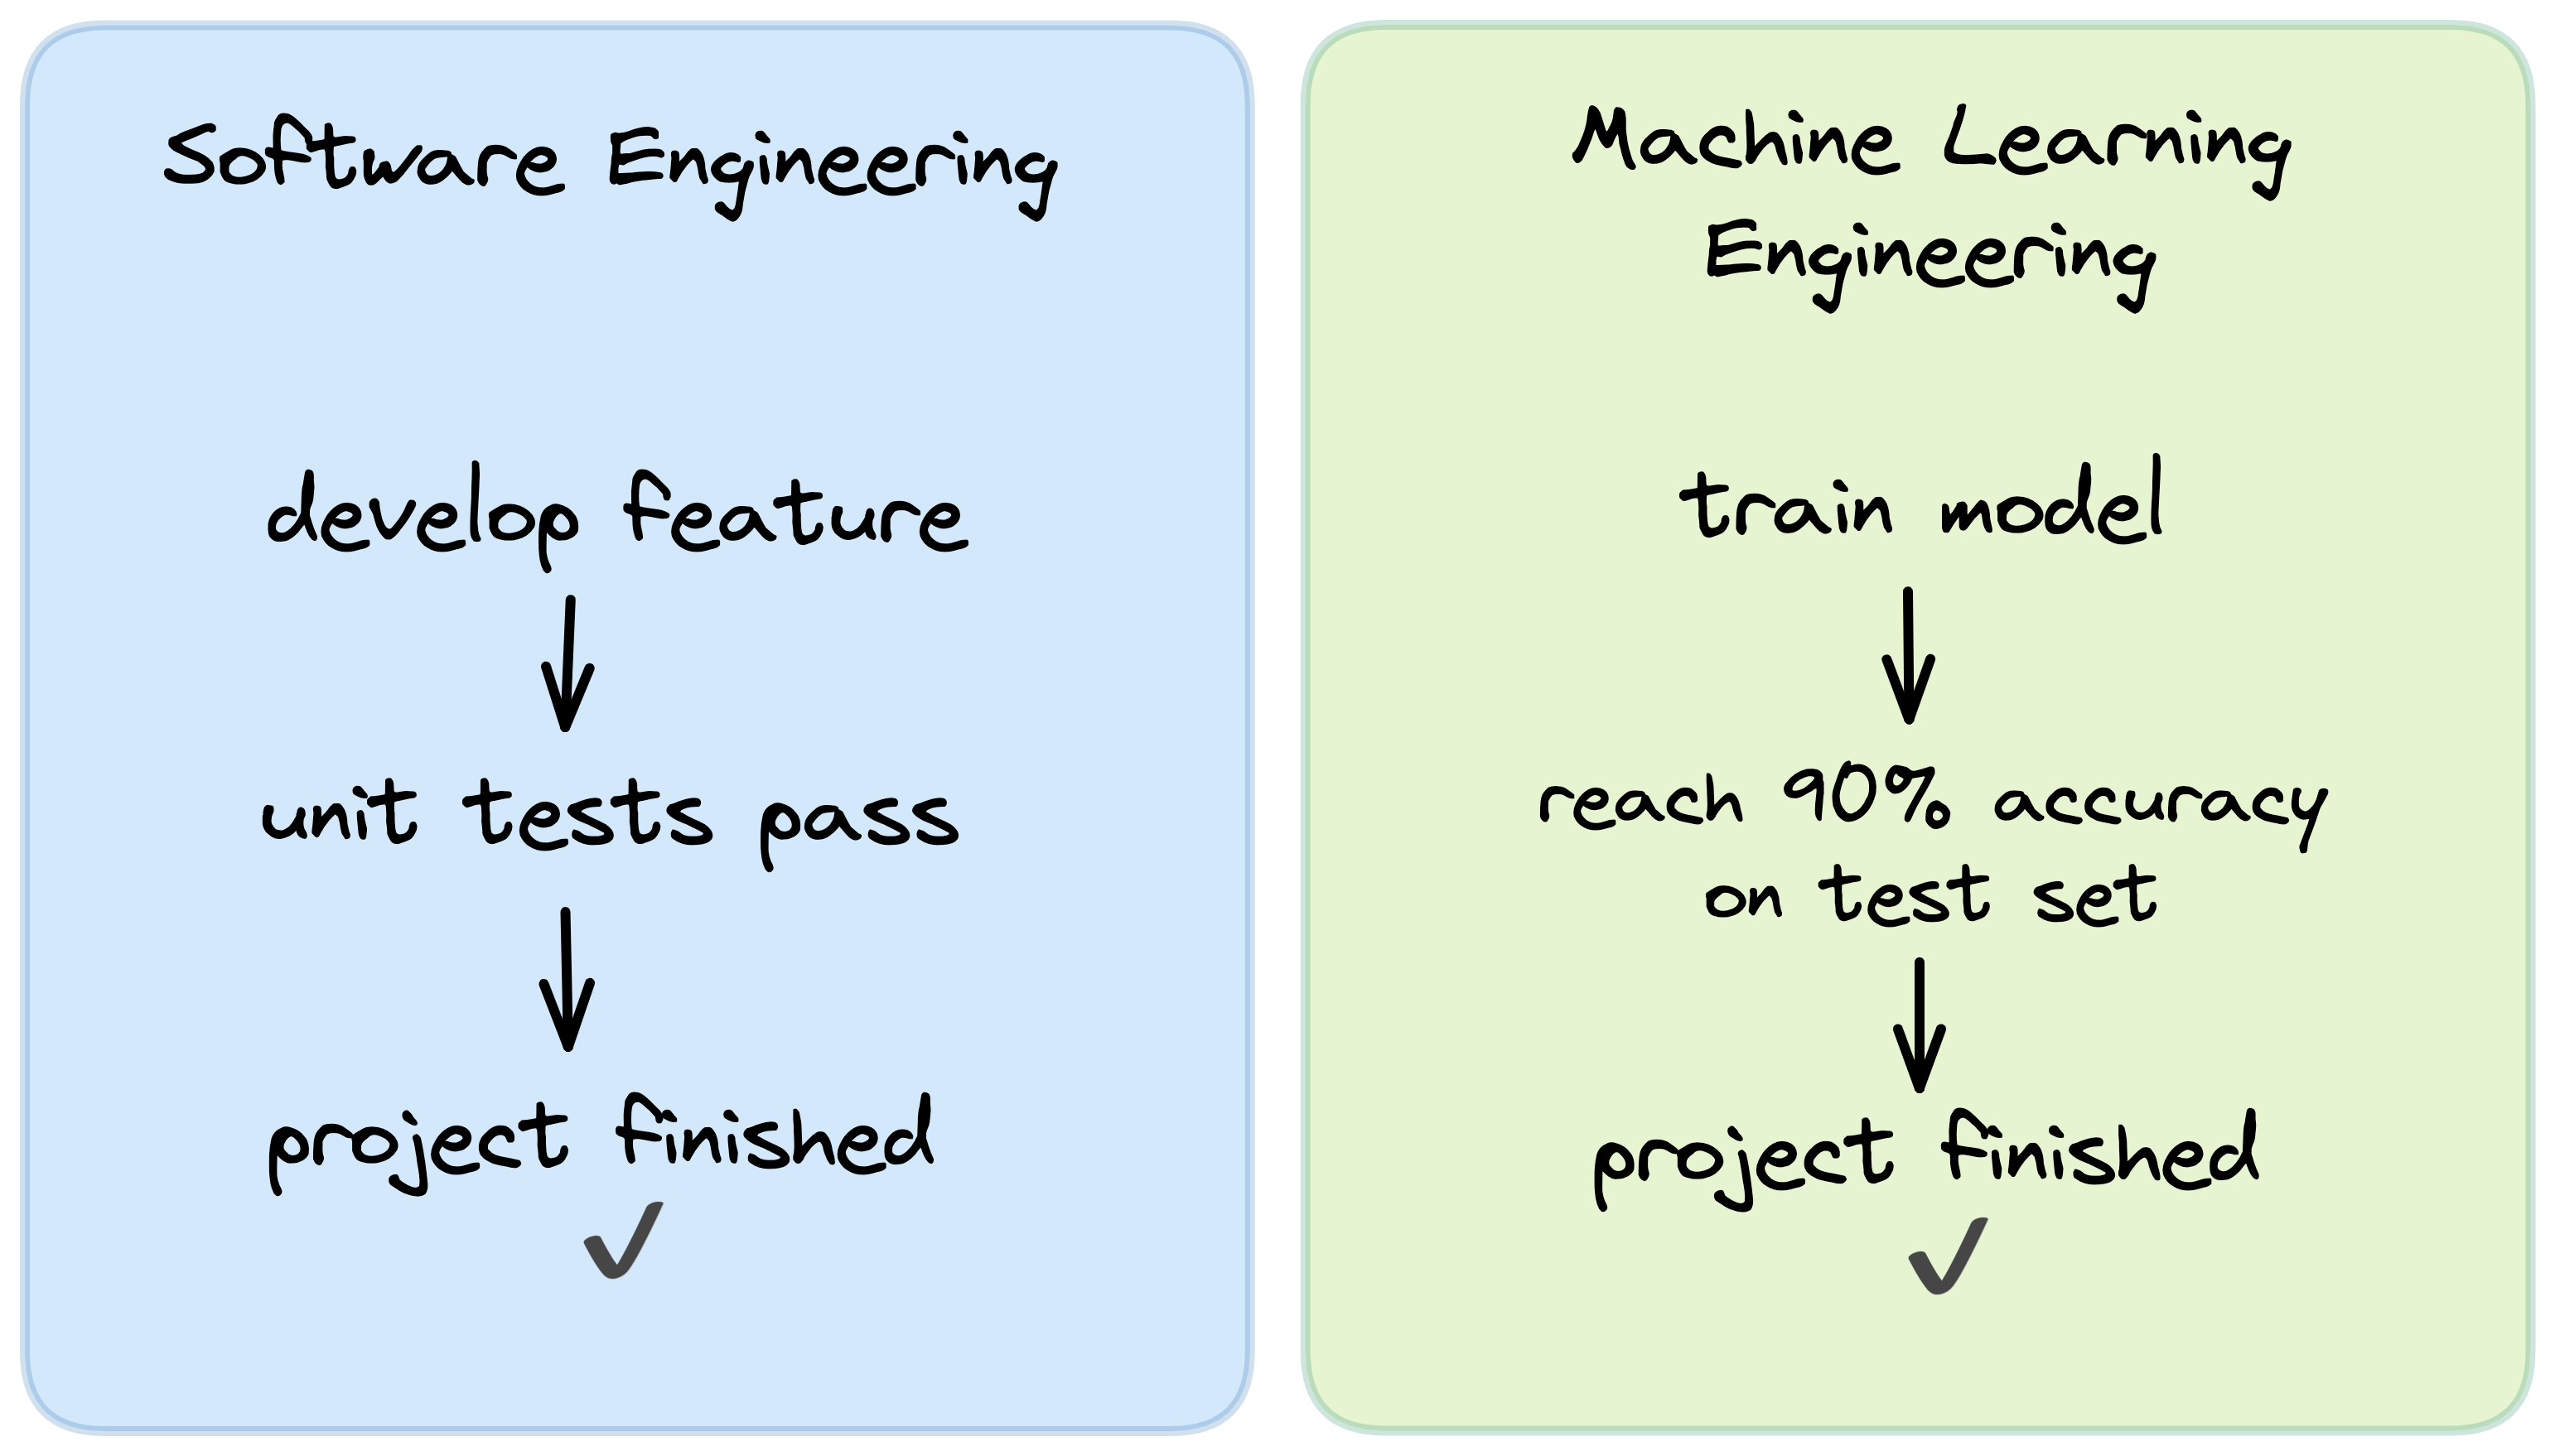 Software Engineering
develop feature
unit tests pass
project finished
✓
Machine Learning
Engineering
train model
reach 90% accuracy
on test set
project finished
✓